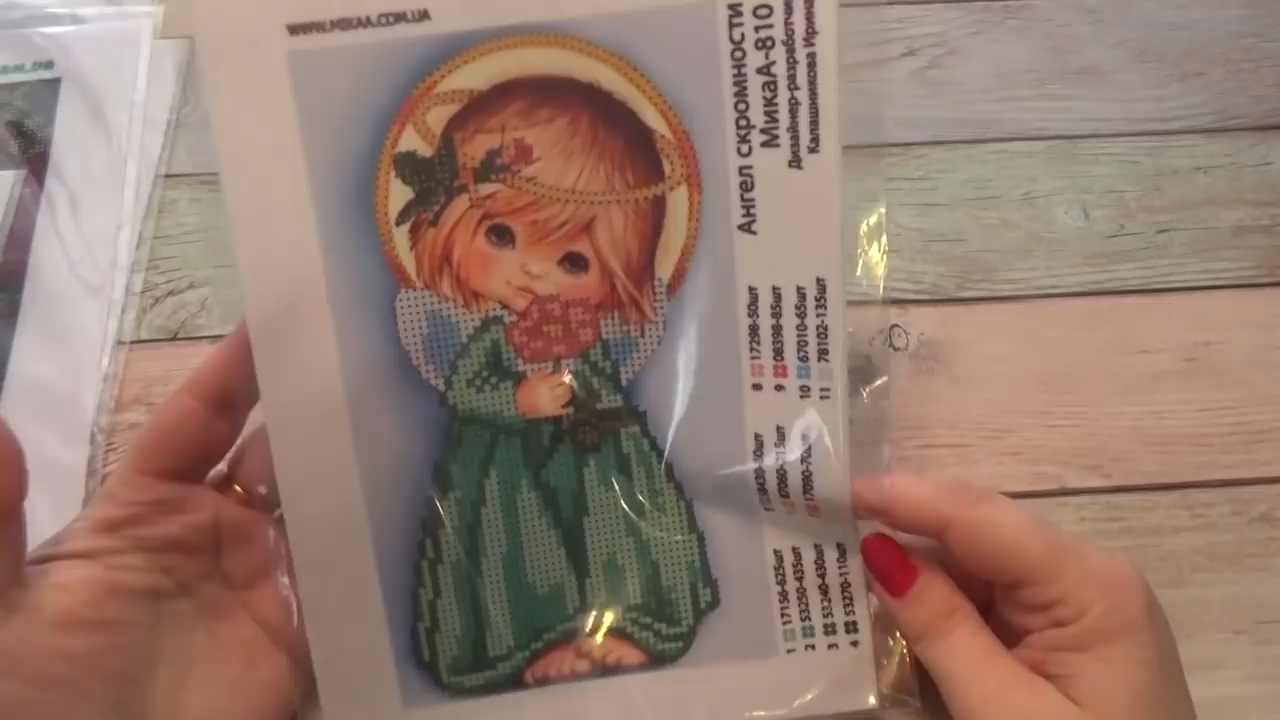 WWW.MIKAA.COM.UA
Ангел скромности
МикаА-810
Дизайнер-разработчик
Калашникова Ирина
8 17298-50шт
9 08398-85шт
10 67010-65шт
11 78102-135шт
1 17156-625шт
2 53250-435шт
3 53240-430шт
4 53270-110шт